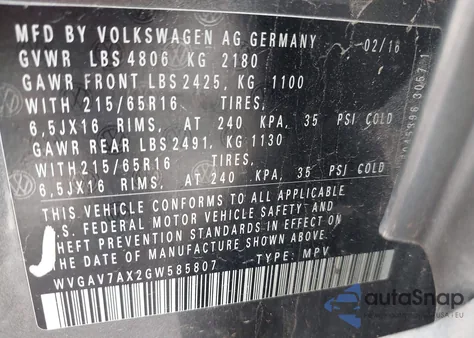 MFD BY VOLKSWAGEN AG GERMANY 02/16
GVWR LBS 4806 KG 2180
GAWR FRONT LBS 2425, KG 1100
WITH 215/65R16 TIRES,
6,5JX16 RIMS, AT 240 KPA, 35 PSI COLD
GAWR REAR LBS 2491, KG 1130
WITH 215/65R16 TIRES,
6,5JX16 RIMS, AT 240 KPA, 35 PSI COLD
THIS VEHICLE CONFORMS TO ALL APPLICABLE
U.S. FEDERAL MOTOR VEHICLE SAFETY AND
THEFT PREVENTION STANDARDS IN EFFECT ON
THE DATE OF MANUFACTURE SHOWN ABOVE.
WVGAV7AX2GW585807 TYPE: MPV
autoSnap